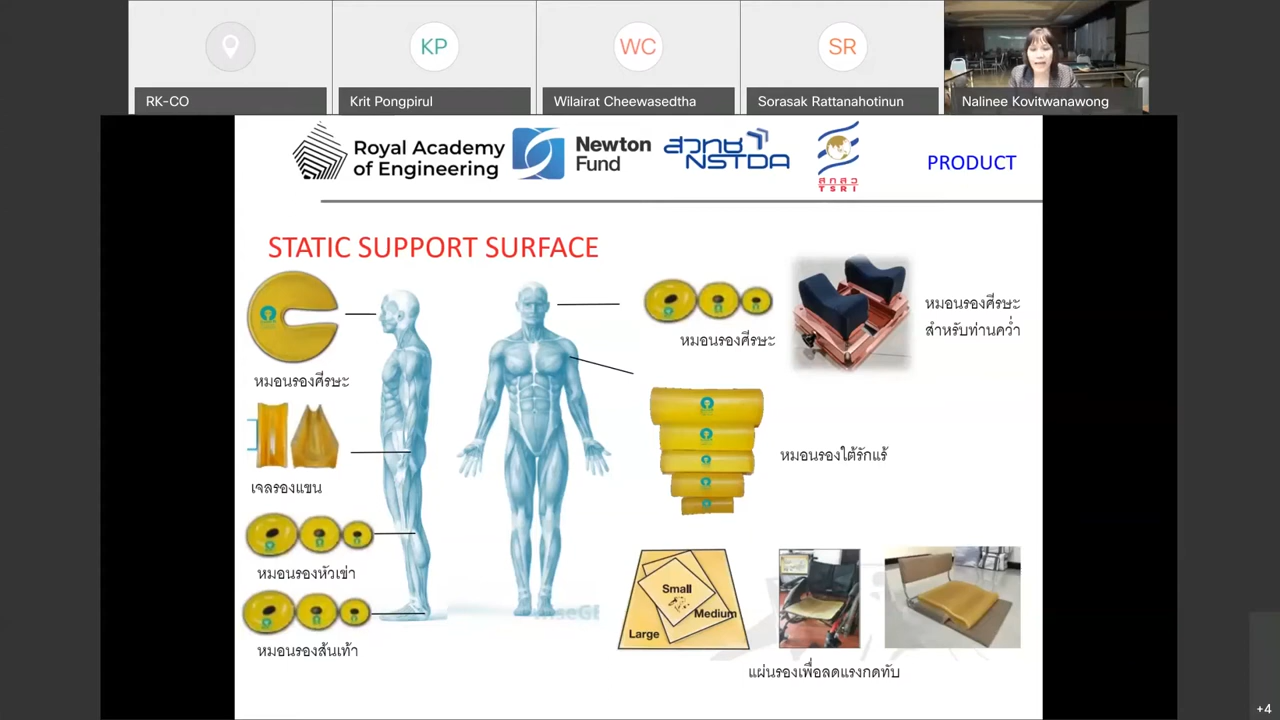 KP
WC
SR
RK-CO
Krit Pongpirul
Wilairat Cheewasedtha
Sorasak Rattanahotinun
Nalinee Kovitwanawong
Royal Academy
of Engineering
Newton
Fund
สวทช
NSTDA
สกสว
TSRI
PRODUCT
STATIC SUPPORT SURFACE
หมอนรองศีรษะ
หมอนรองศีรษะ
หมอนรองศีรษะ
สำหรับท่านคว่ำ
เจลรองแขน
หมอนรองใต้รักแร้
หมอนรองหัวเข่า
หมอนรองส้นเท้า
Small
Medium
Large
แผ่นรองเพื่อลดแรงกดทับ
+4